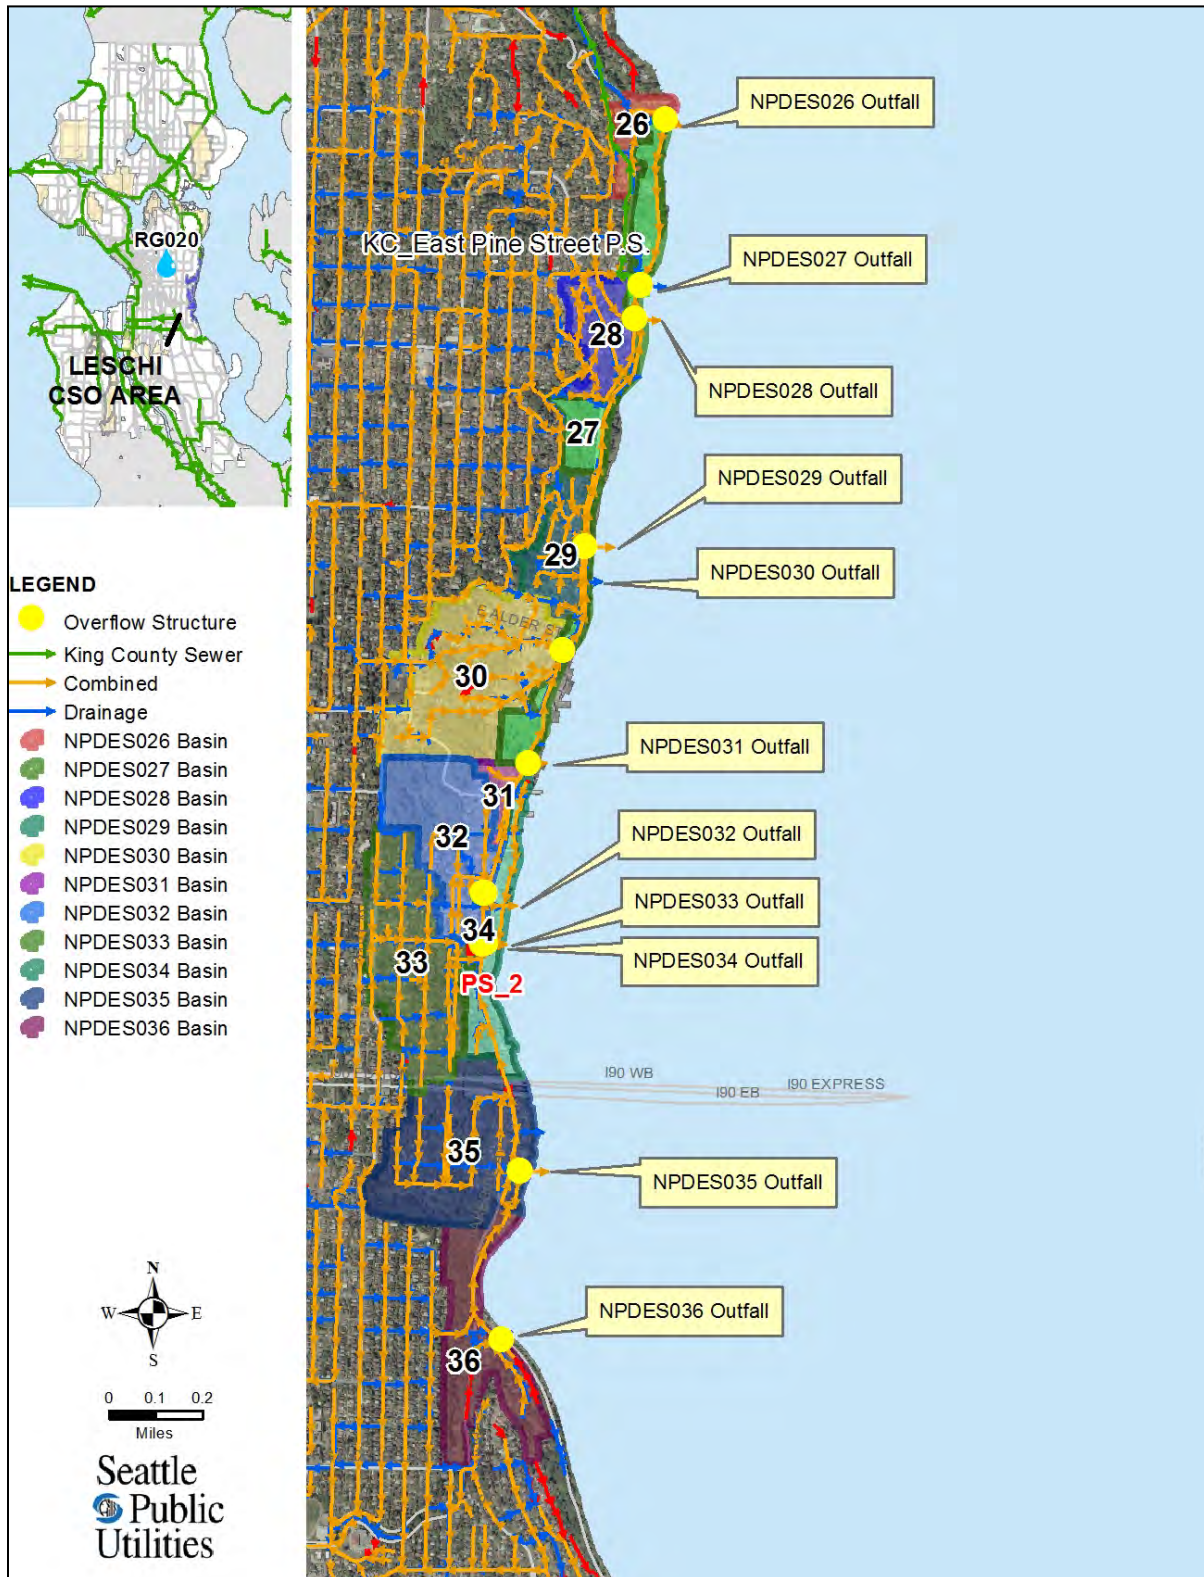 RG020
LESCHI
CSO AREA
LEGEND
Overflow Structure
King County Sewer
Combined
Drainage
NPDES026 Basin
NPDES027 Basin
NPDES028 Basin
NPDES029 Basin
NPDES030 Basin
NPDES031 Basin
NPDES032 Basin
NPDES033 Basin
NPDES034 Basin
NPDES035 Basin
NPDES036 Basin
N
W
E
S
0 0.1 0.2
Miles
Seattle
Public
Utilities
26
NPDES026 Outfall
KC_East Pine Street P.S.
NPDES027 Outfall
28
NPDES028 Outfall
27
NPDES029 Outfall
29
NPDES030 Outfall
E ALDER ST
30
NPDES031 Outfall
31
32
NPDES032 Outfall
NPDES033 Outfall
34
33
NPDES034 Outfall
PS_2
I90 WB
I90 EXPRESS
I90 EB
35
NPDES035 Outfall
NPDES036 Outfall
36